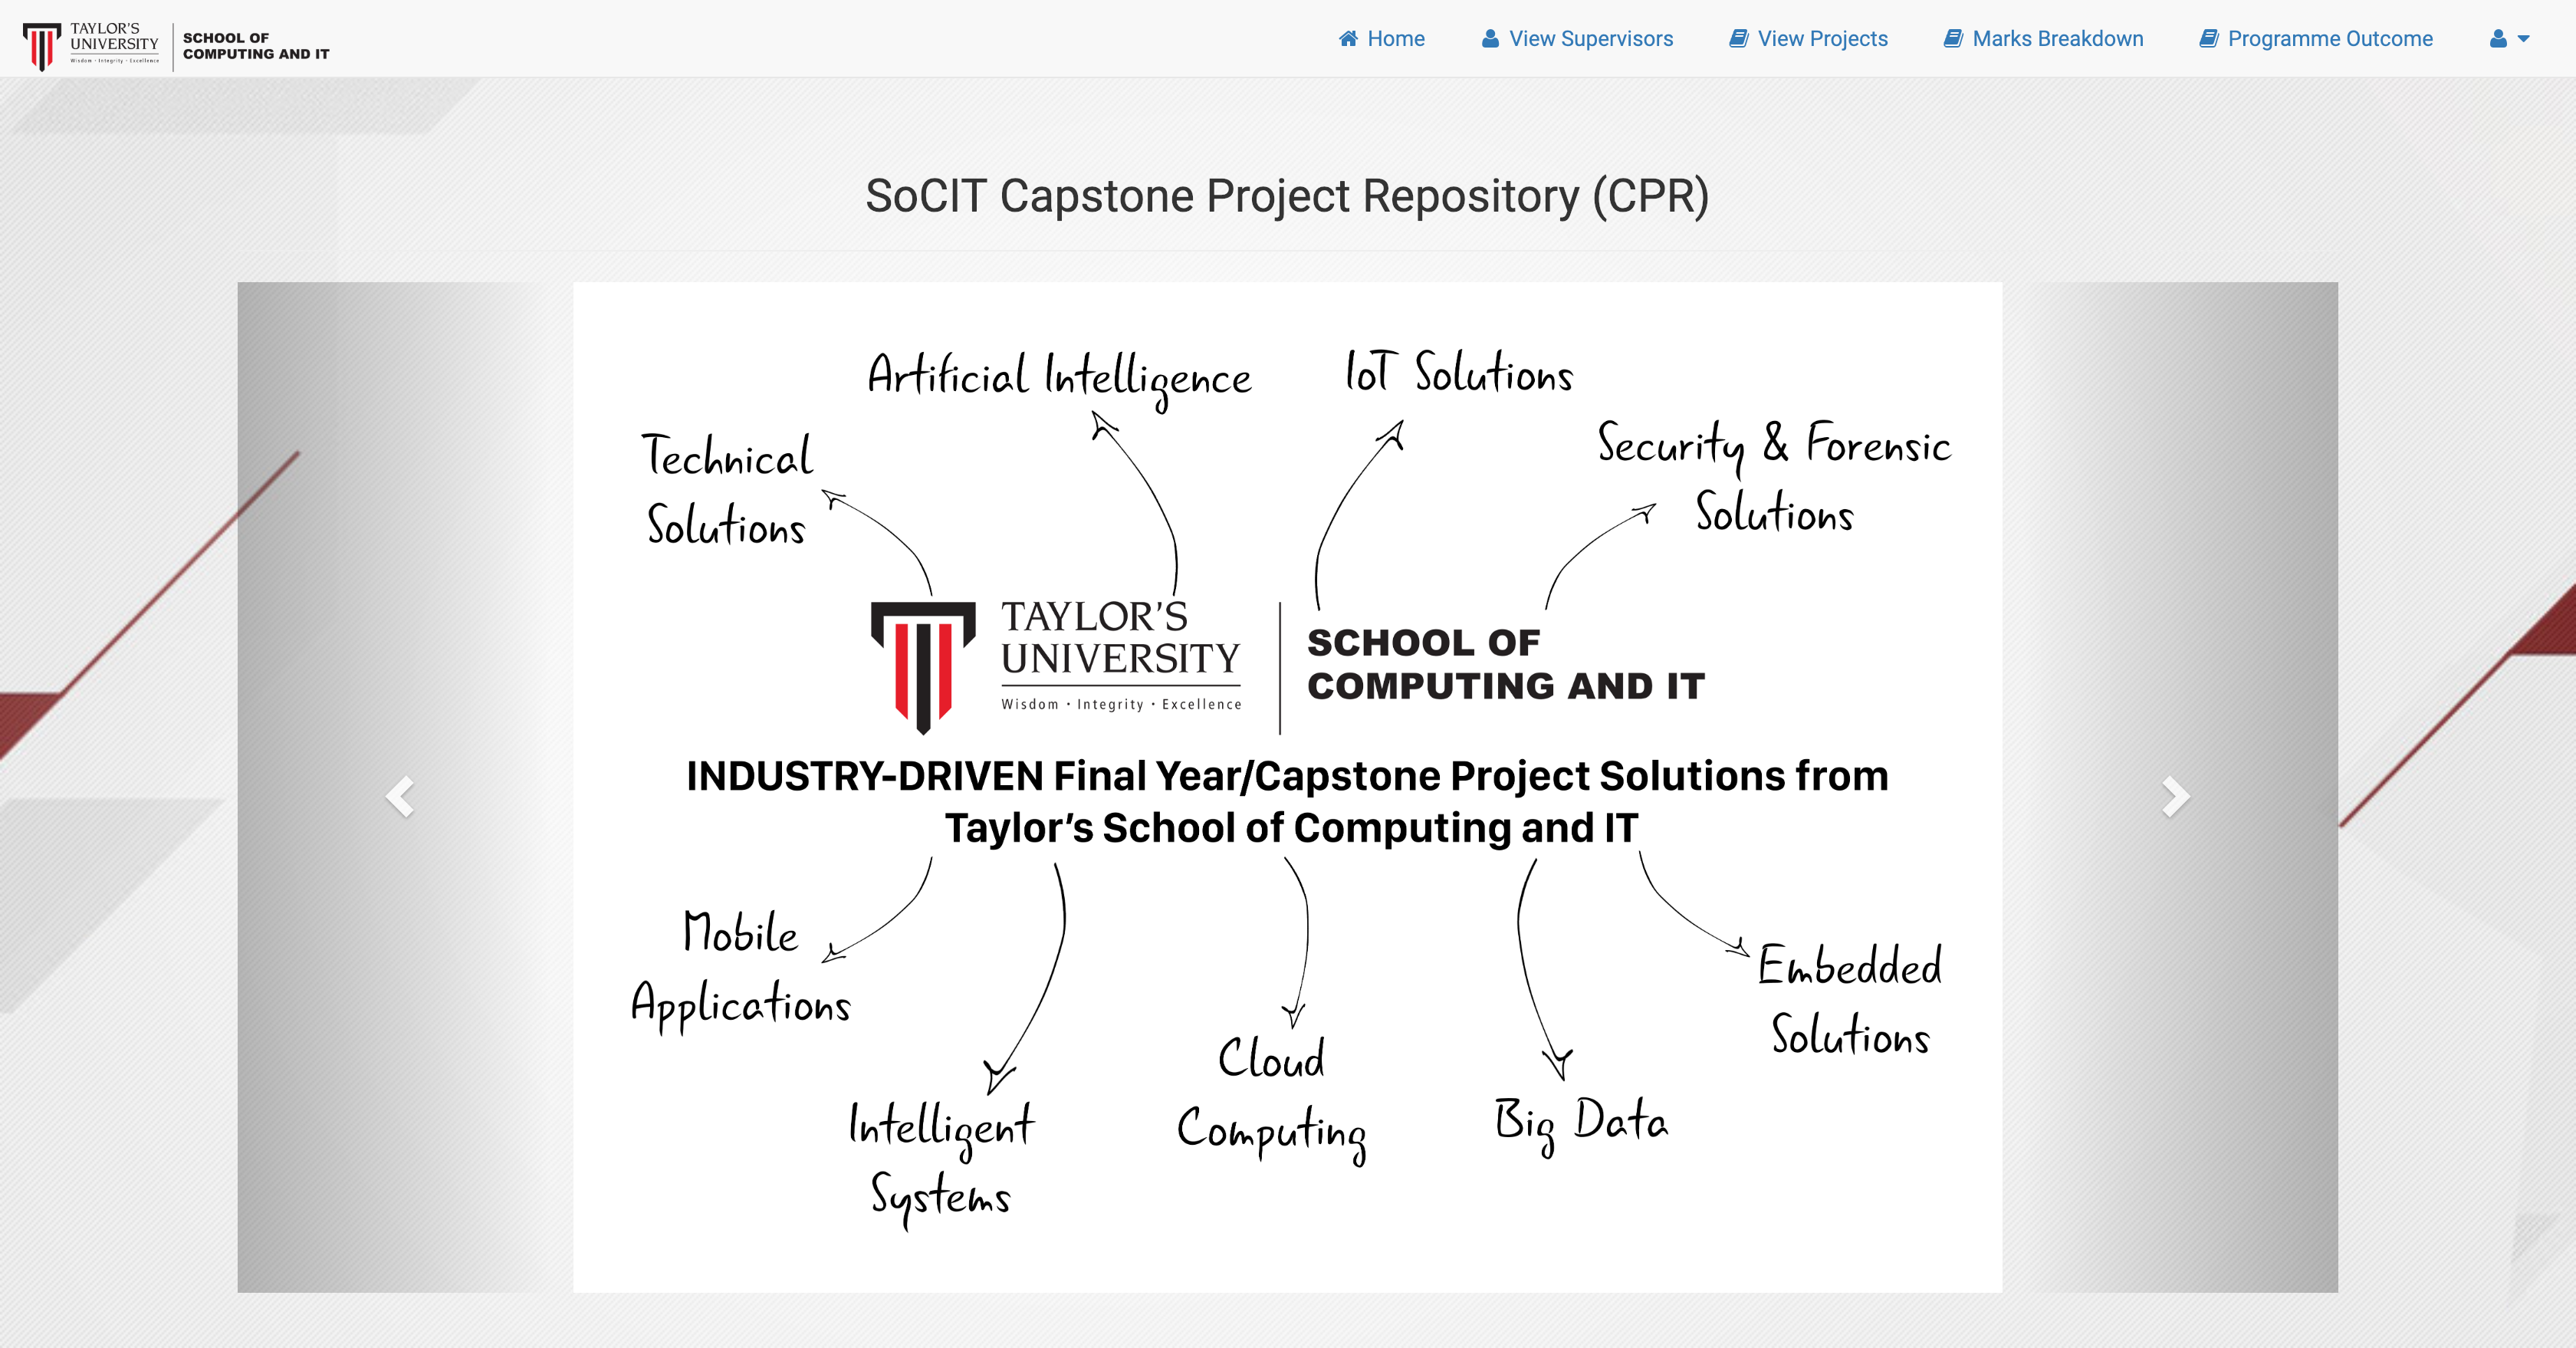 TAYLOR'S
UNIVERSITY
Wisdom · Integrity · Excellence
SCHOOL OF
COMPUTING AND IT
Home
View Supervisors
View Projects
Marks Breakdown
Programme Outcome
SoCIT Capstone Project Repository (CPR)
Artificial Intelligence
IoT Solutions
Technical
Solutions
Security & Forensic
Solutions
TAYLOR'S
UNIVERSITY
Wisdom · Integrity · Excellence
SCHOOL OF
COMPUTING AND IT
INDUSTRY-DRIVEN Final Year/Capstone Project Solutions from
Taylor's School of Computing and IT
Mobile
Applications
Intelligent
Systems
Cloud
Computing
Big Data
Embedded
Solutions